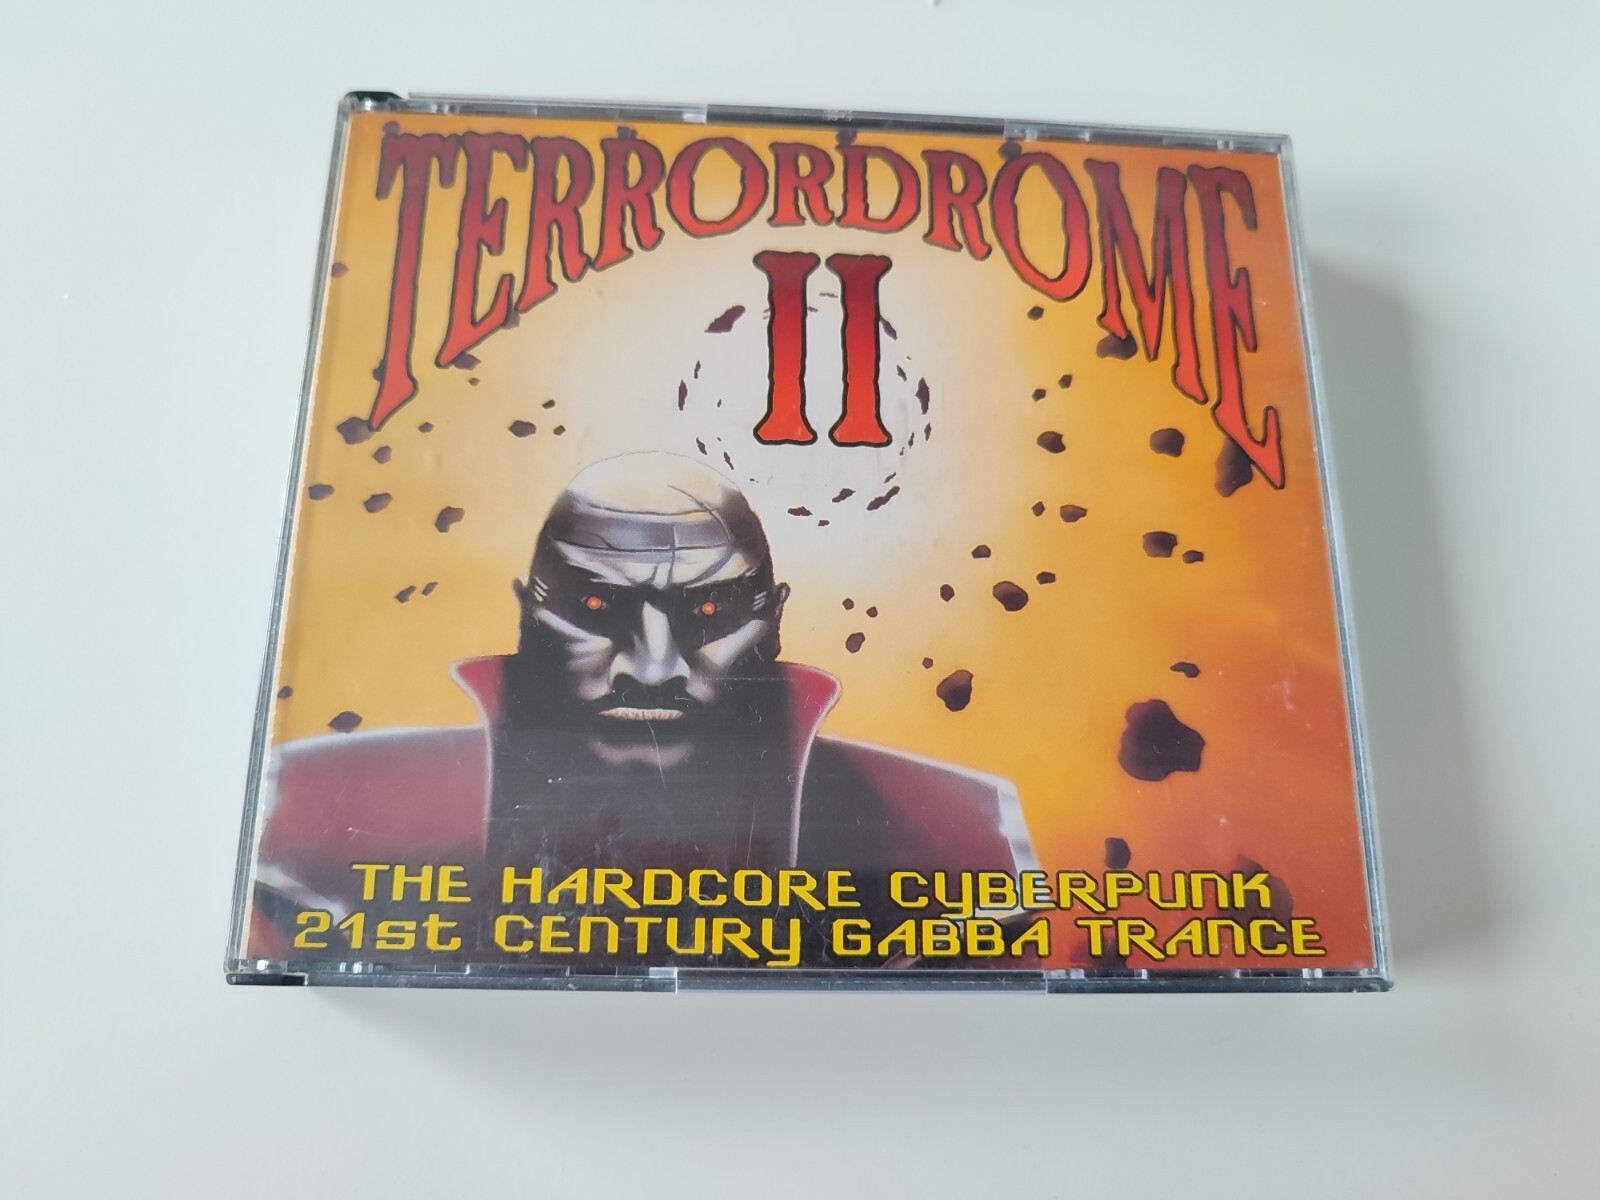 TERRORDROME
II
THE HARDCORE CYBERPUNK
21st CENTURY GABBA TRANCE